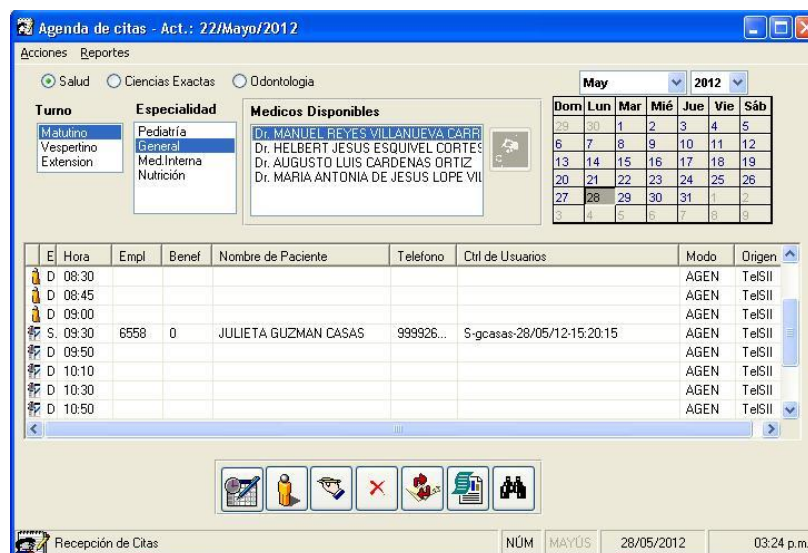 Agenda de citas - Act.: 22/Mayo/2012
Acciones Reportes
Salud Ciencias Exactas Odontologia
May 2012
Turno Especialidad Medicos Disponibles
Matutino
Vespertino
Extension
Pediatría
General
Med.Interna
Nutrición
Dr. MANUEL REYES VILLANUEVA CARR
Dr. HELBERT JESUS ESQUIVEL CORTES
Dr. AUGUSTO LUIS CARDENAS ORTIZ
Dr. MARIA ANTONIA DE JESUS LOPE VIL
C
Dom Lun Mar Mié Jue Vie Sáb
29 30 1 2 3 4 5
6 7 8 9 10 11 12
13 14 15 16 17 18 19
20 21 22 23 24 25 26
27 28 29 30 31 1 2
3 4 5 6 7 8 9
E Hora Empl Benef Nombre de Paciente Telefono Ctrl de Usuarios Modo Origen
D 08:30 AGEN TelSII
D 08:45 AGEN TelSII
D 09:00 AGEN TelSII
S. 09:30 6558 0 JULIETA GUZMAN CASAS 999926... S-gcasas-28/05/12-15:20:15 AGEN TelSII
D 09:50 AGEN TelSII
D 10:10 AGEN TelSII
D 10:30 AGEN TelSII
D 10:50 AGEN TelSII
Recepción de Citas NÚM MAYÚS 28/05/2012 03:24 p.m.